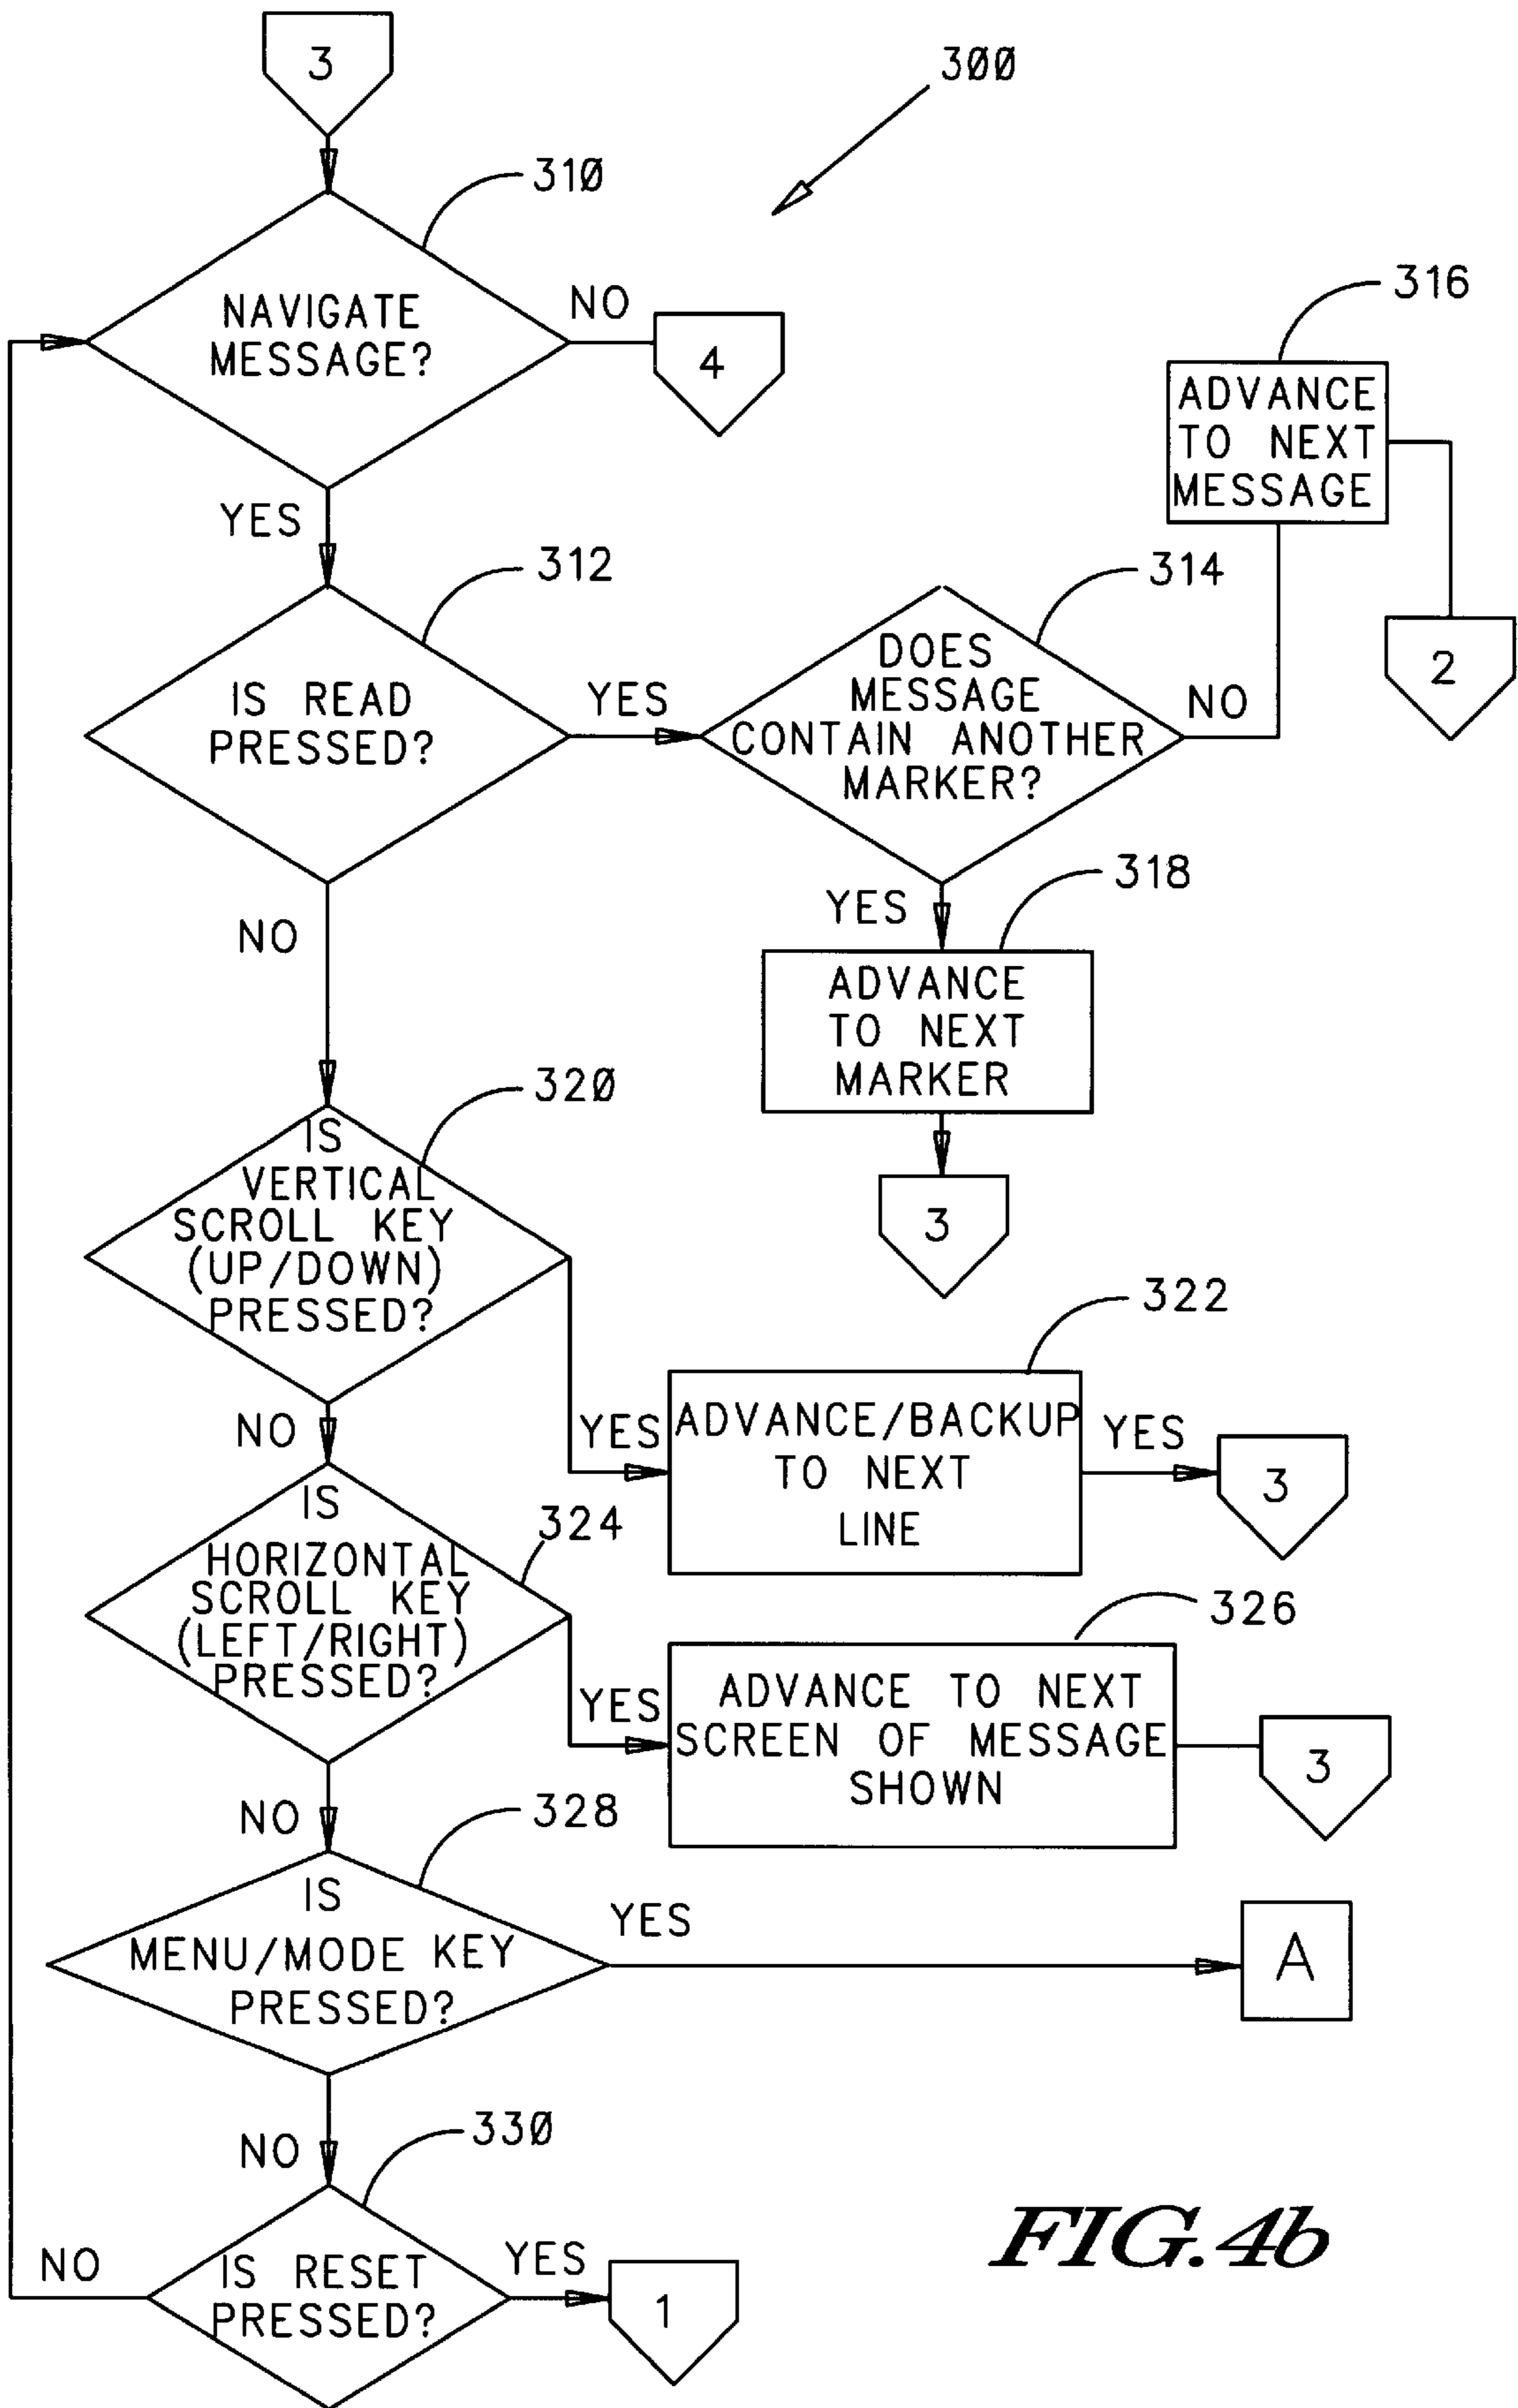 3
300
310
NAVIGATE
MESSAGE?
NO
4
YES
316
ADVANCE
TO NEXT
MESSAGE
2
312
IS READ
PRESSED?
YES
314
DOES
MESSAGE
CONTAIN ANOTHER
MARKER?
NO
YES
318
ADVANCE
TO NEXT
MARKER
3
NO
320
IS
VERTICAL
SCROLL KEY
(UP/DOWN)
PRESSED?
YES
322
ADVANCE/BACKUP
TO NEXT
LINE
YES
3
NO
324
IS
HORIZONTAL
SCROLL KEY
(LEFT/RIGHT)
PRESSED?
YES
326
ADVANCE TO NEXT
SCREEN OF MESSAGE
SHOWN
3
NO
328
IS
MENU/MODE KEY
PRESSED?
YES
A
NO
330
IS RESET
PRESSED?
YES
1
NO
FIG.4b